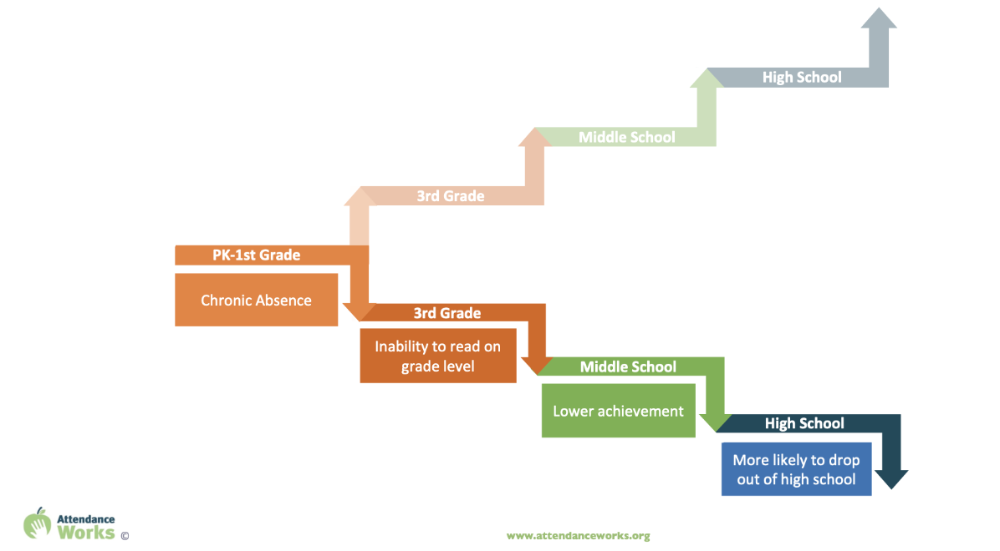 High School
Middle School
3rd Grade
PK-1st Grade
Chronic Absence
3rd Grade
Inability to read on
grade level
Middle School
Lower achievement
High School
More likely to drop
out of high school
Attendance
Works ©
www.attendanceworks.org